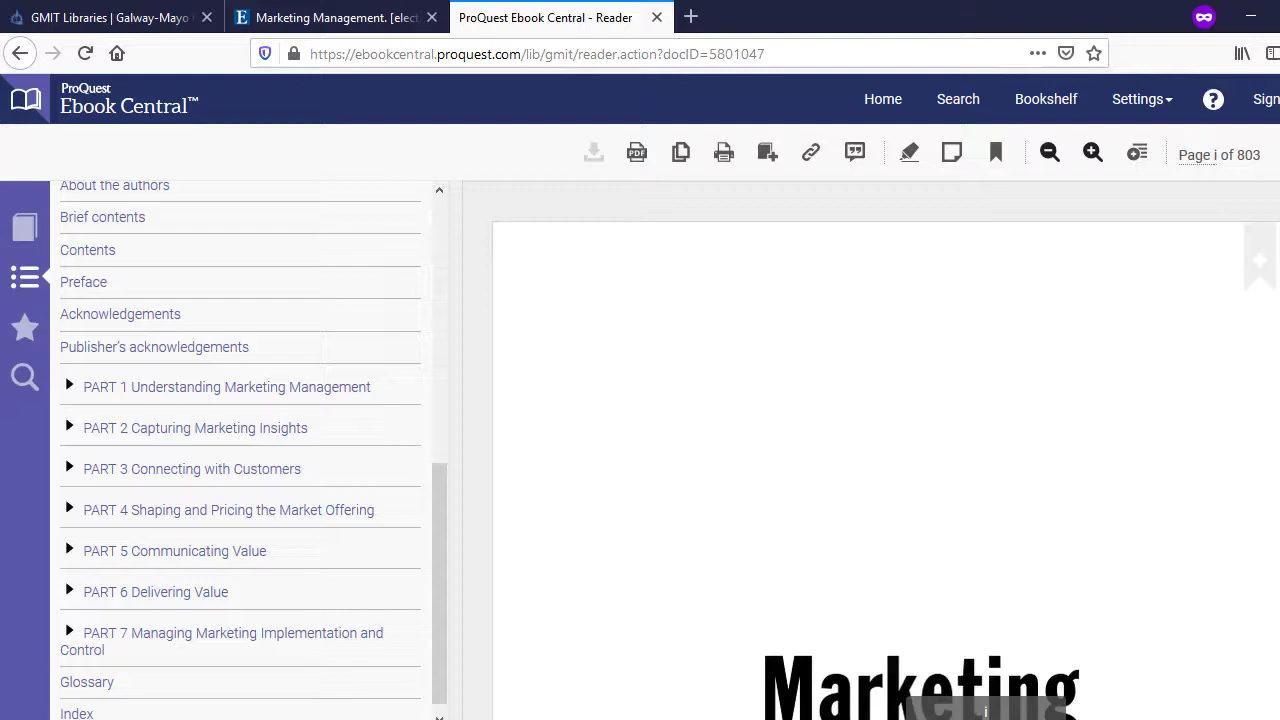 GMIT Libraries | Galway-Mayo I
Marketing Management. [elect
ProQuest Ebook Central - Reader
https://ebookcentral.proquest.com/lib/gmit/reader.action?docID=5801047
ProQuest
Ebook Central™
Home
Search
Bookshelf
Settings
Sign
PDF
Page i of 803
About the authors
Brief contents
Contents
Preface
Acknowledgements
Publisher's acknowledgements
PART 1 Understanding Marketing Management
PART 2 Capturing Marketing Insights
PART 3 Connecting with Customers
PART 4 Shaping and Pricing the Market Offering
PART 5 Communicating Value
PART 6 Delivering Value
PART 7 Managing Marketing Implementation and
Control
Glossary
Index
Marketing
i